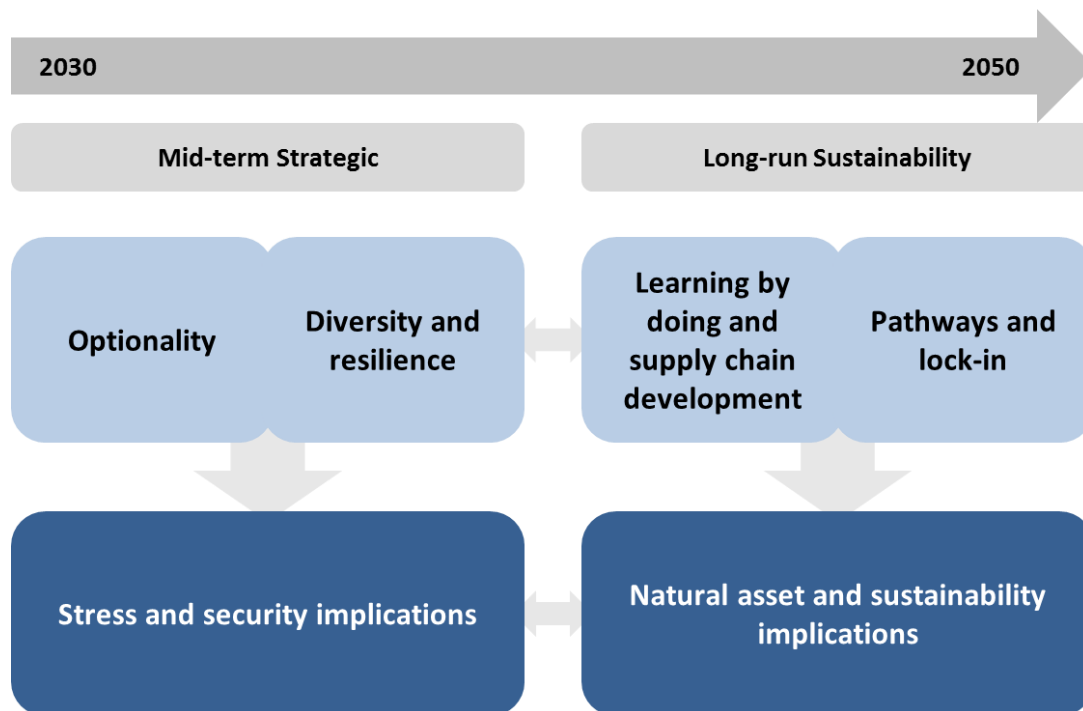 2030
2050
Mid-term Strategic
Long-run Sustainability
Optionality
Diversity and
resilience
Learning by
doing and
supply chain
development
Pathways and
lock-in
Stress and security implications
Natural asset and sustainability
implications